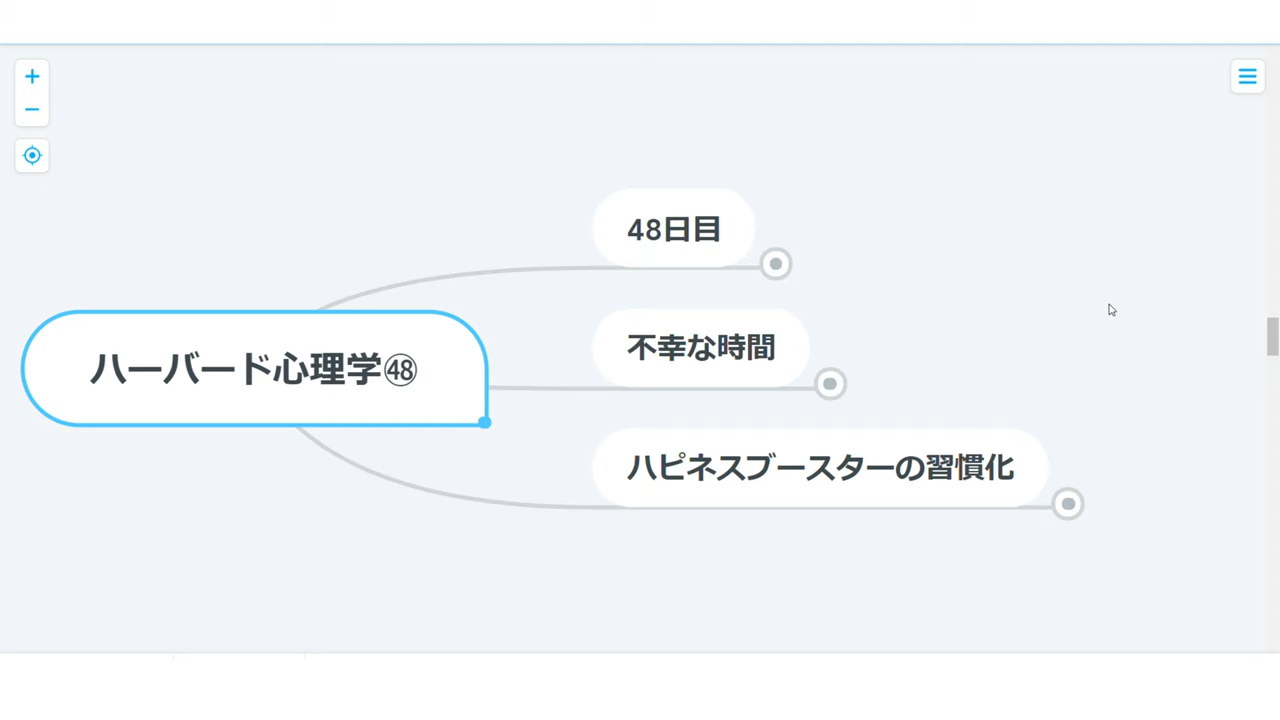 48日目
不幸な時間
ハーバード心理学㊽
ハピネスブースターの習慣化